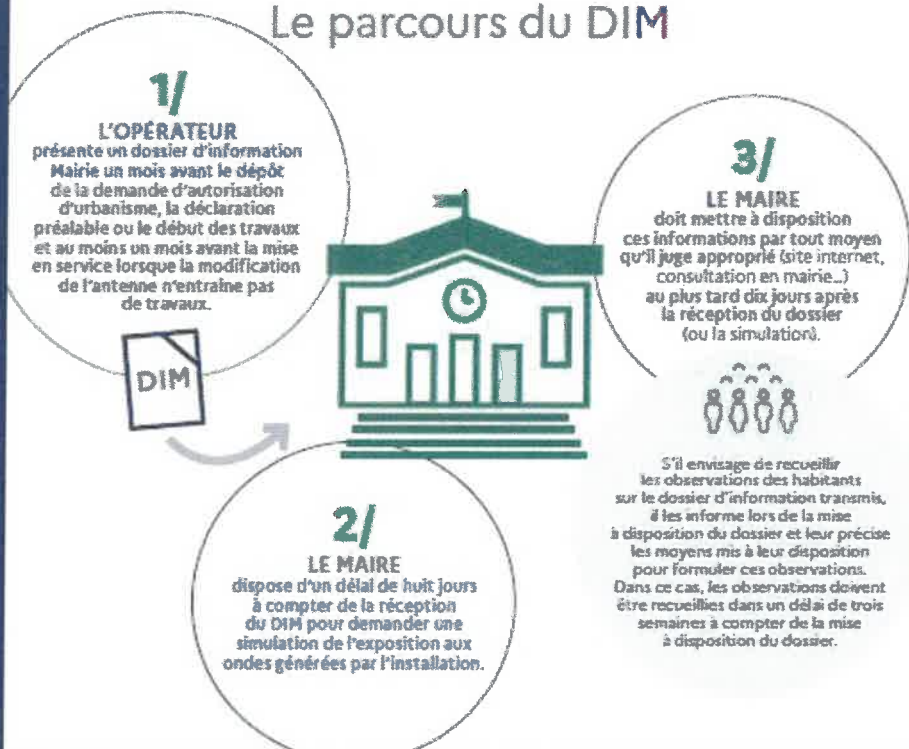 Le parcours du DIM
1/
L'OPÉRATEUR
présente un dossier d'information
Mairie un mois avant le dépôt
de la demande d'autorisation
d'urbanisme, la déclaration
préalable ou le début des travaux
et au moins un mois avant la mise
en service lorsque la modification
de l'antenne n'entraîne pas
de travaux.
DIM
2/
LE MAIRE
dispose d'un délai de huit jours
à compter de la réception
du DIM pour demander une
simulation de l'exposition aux
ondes générées par l'installation.
3/
LE MAIRE
doit mettre à disposition
ces informations par tout moyen
qu'il juge approprié (site internet,
consultation en mairie...)
au plus tard dix jours après
la réception du dossier
(ou la simulation).
S'il envisage de recueillir
les observations des habitants
sur le dossier d'information transmis,
il les informe lors de la mise
à disposition du dossier et leur précise
les moyens mis à leur disposition
pour formuler ces observations.
Dans ce cas, les observations doivent
être recueillies dans un délai de trois
semaines à compter de la mise
à disposition du dossier.